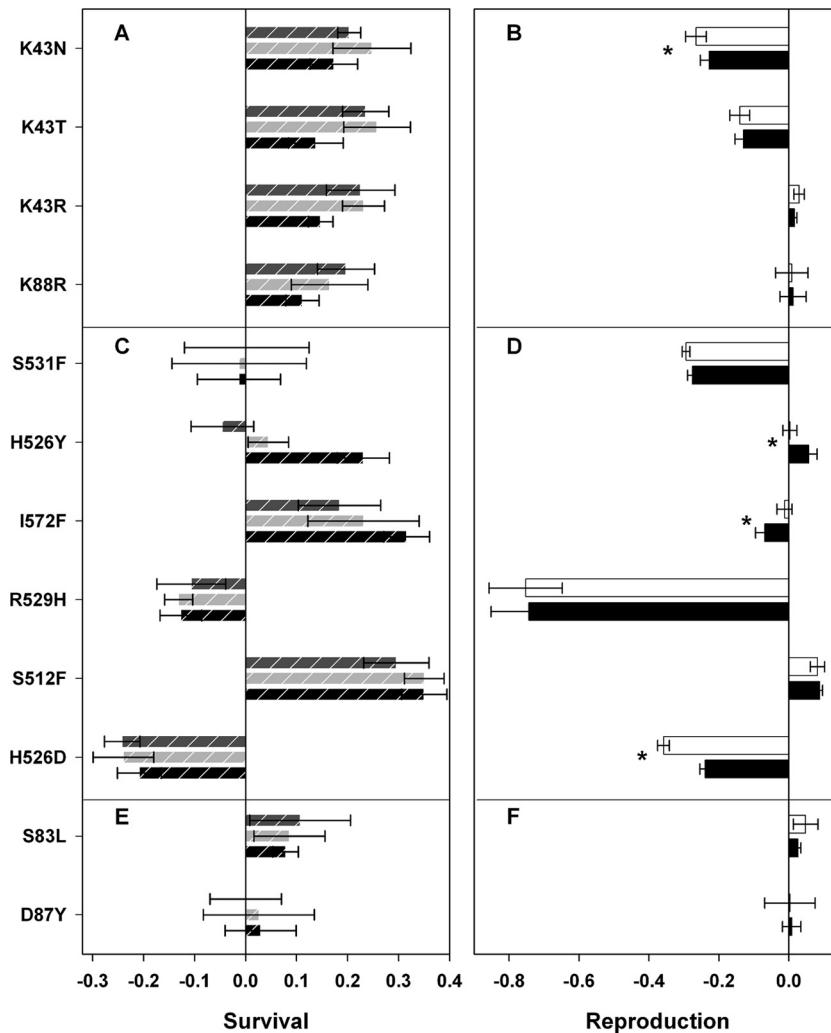 A
B
K43N
*
K43T
K43R
K88R
C
D
S531F
H526Y
*
I572F
*
R529H
S512F
H526D
*
E
F
S83L
D87Y
-0.3 -0.2 -0.1 0.0 0.1 0.2 0.3 0.4
-0.8 -0.6 -0.4 -0.2 0.0
Survival
Reproduction